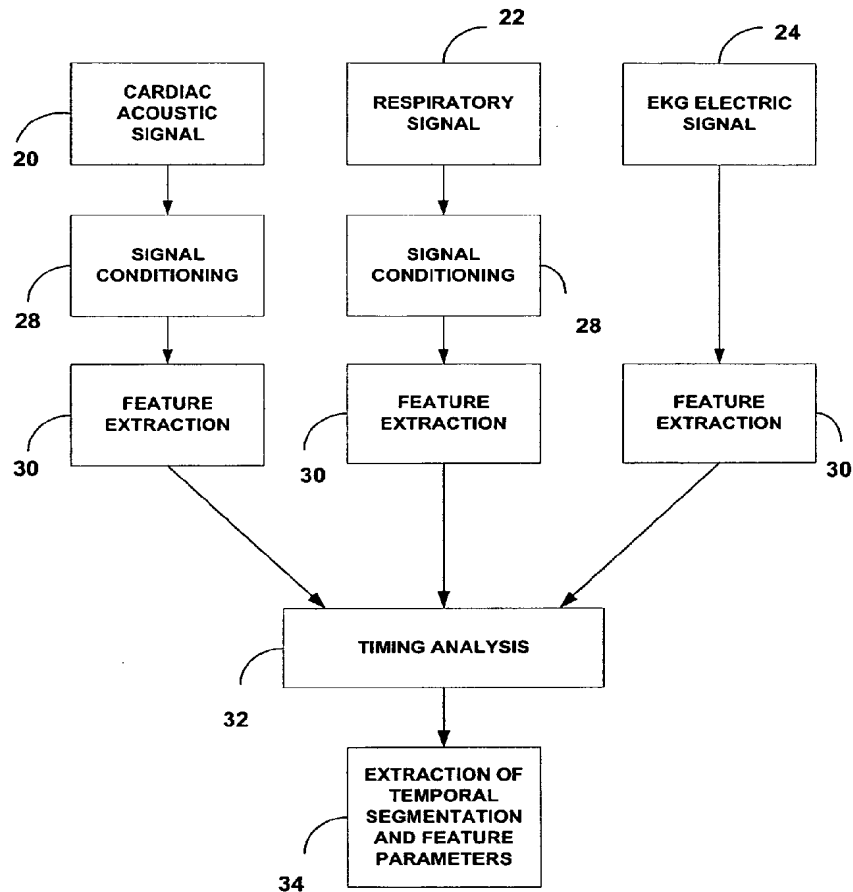 22
24
CARDIAC
ACOUSTIC
SIGNAL
RESPIRATORY
SIGNAL
EKG ELECTRIC
SIGNAL
20
SIGNAL
CONDITIONING
SIGNAL
CONDITIONING
28
28
FEATURE
EXTRACTION
FEATURE
EXTRACTION
FEATURE
EXTRACTION
30
30
30
TIMING ANALYSIS
32
EXTRACTION OF
TEMPORAL
SEGMENTATION
AND FEATURE
PARAMETERS
34